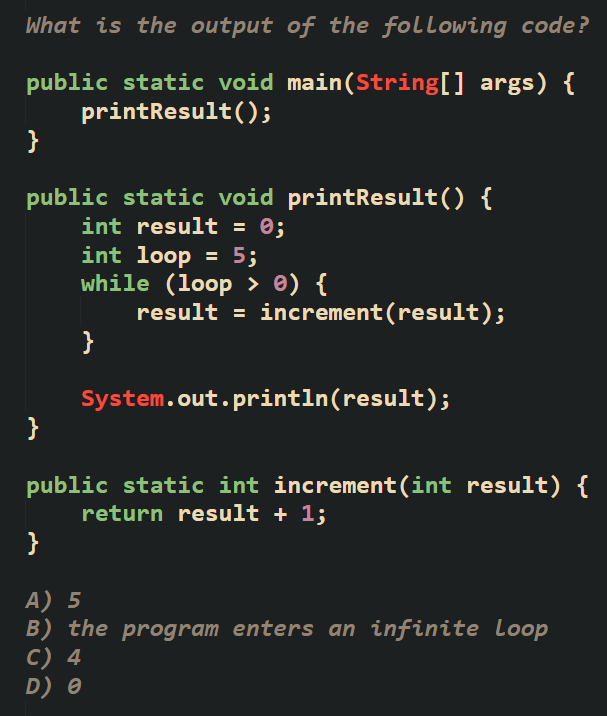 What is the output of the following code?
public static void main(String[] args) {
    printResult();
}
public static void printResult() {
    int result = 0;
    int loop = 5;
    while (loop > 0) {
        result = increment(result);
    }
    System.out.println(result);
}
public static int increment(int result) {
    return result + 1;
}
A) 5
B) the program enters an infinite loop
C) 4
D) 0